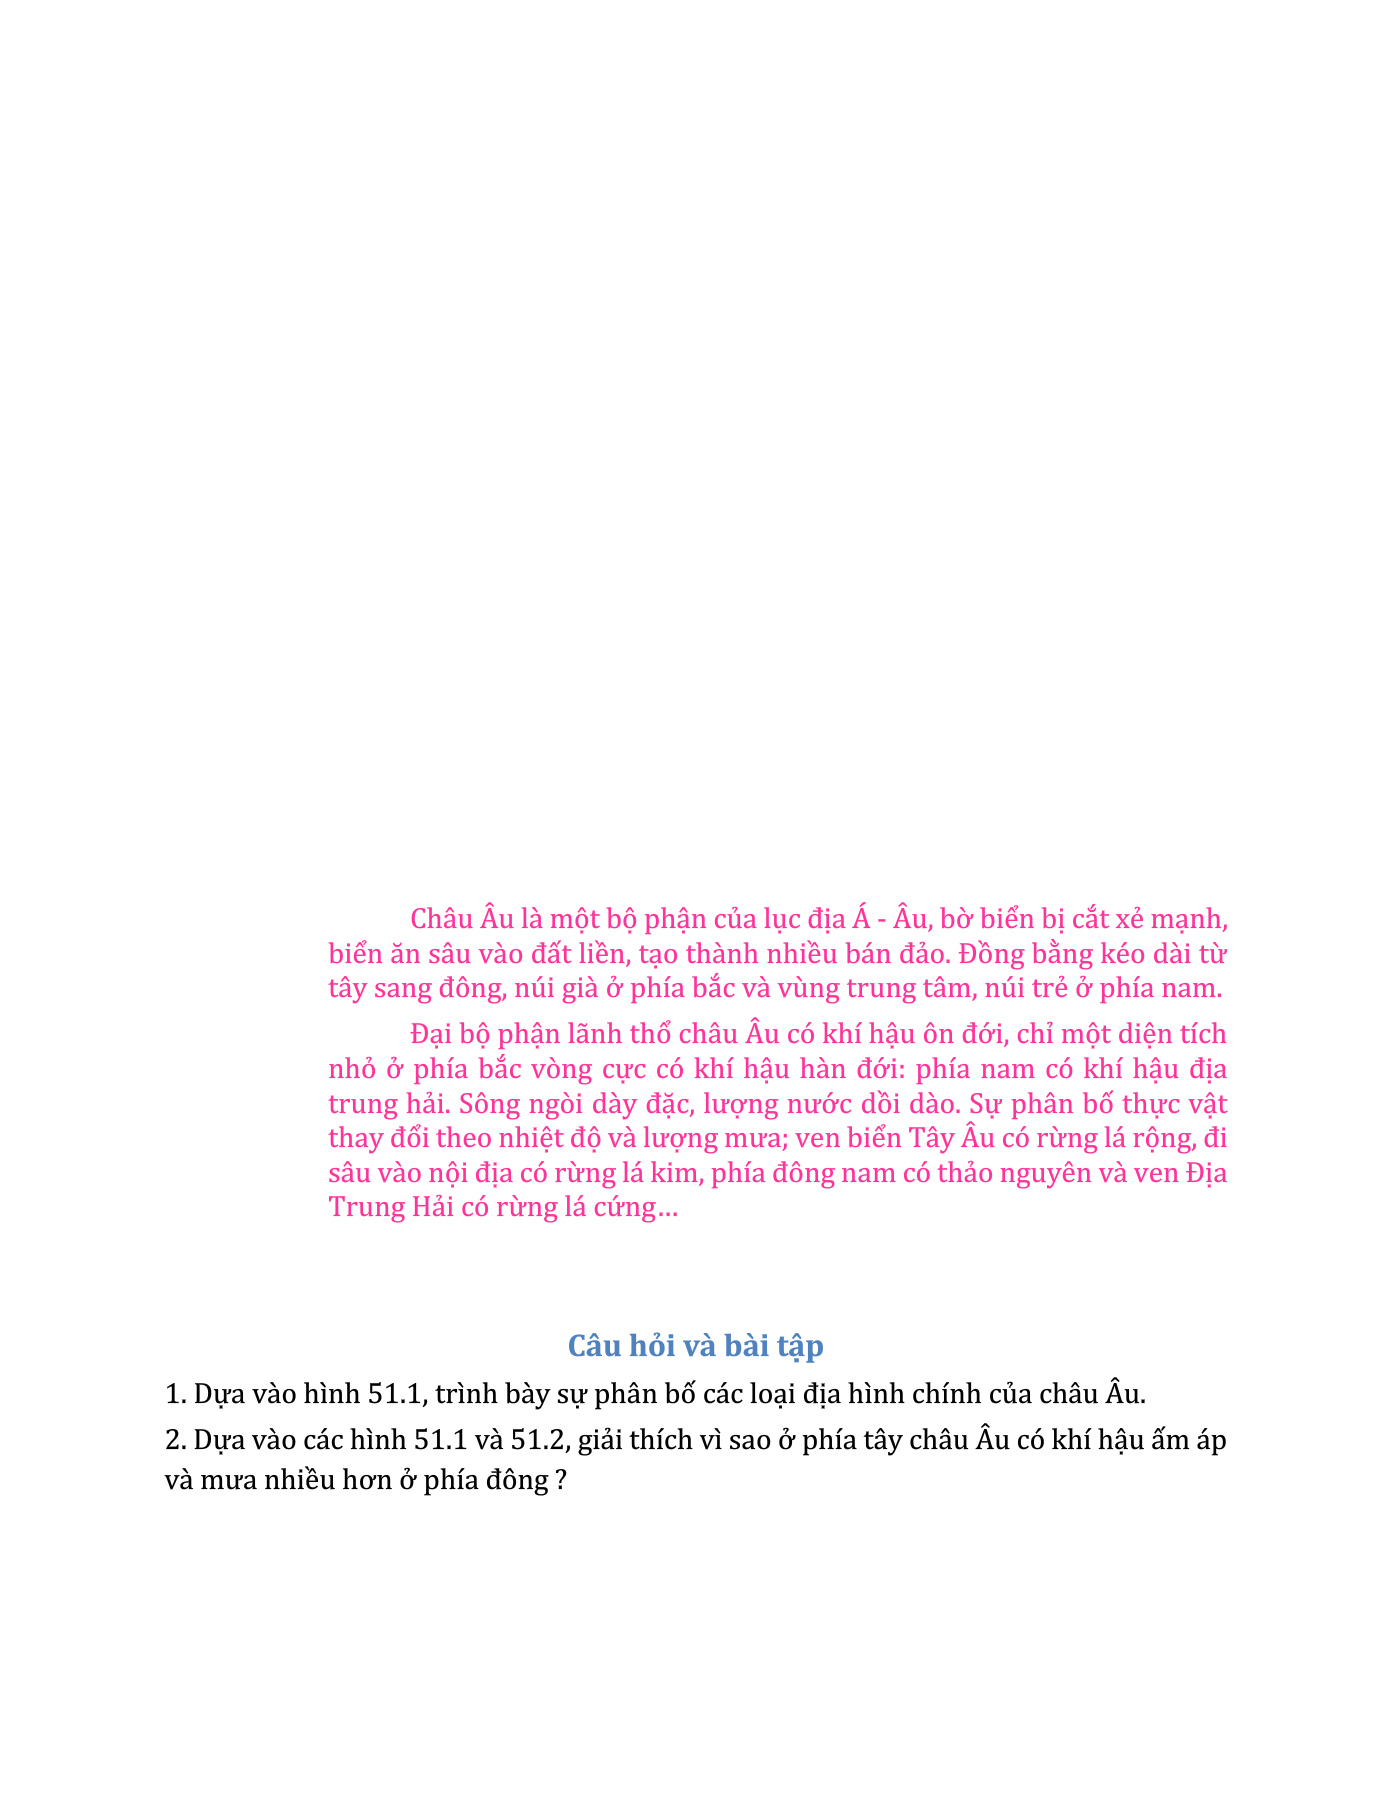 Châu Âu là một bộ phận của lục địa Á - Âu, bờ biển bị cắt xẻ mạnh,
biển ăn sâu vào đất liền, tạo thành nhiều bán đảo. Đồng bằng kéo dài từ
tây sang đông, núi già ở phía bắc và vùng trung tâm, núi trẻ ở phía nam.
Đại bộ phận lãnh thổ châu Âu có khí hậu ôn đới, chỉ một diện tích
nhỏ ở phía bắc vòng cực có khí hậu hàn đới: phía nam có khí hậu địa
trung hải. Sông ngòi dày đặc, lượng nước dồi dào. Sự phân bố thực vật
thay đổi theo nhiệt độ và lượng mưa; ven biển Tây Âu có rừng lá rộng, đi
sâu vào nội địa có rừng lá kim, phía đông nam có thảo nguyên và ven Địa
Trung Hải có rừng lá cứng...
Câu hỏi và bài tập
1. Dựa vào hình 51.1, trình bày sự phân bố các loại địa hình chính của châu Âu.
2. Dựa vào các hình 51.1 và 51.2, giải thích vì sao ở phía tây châu Âu có khí hậu ấm áp
và mưa nhiều hơn ở phía đông ?